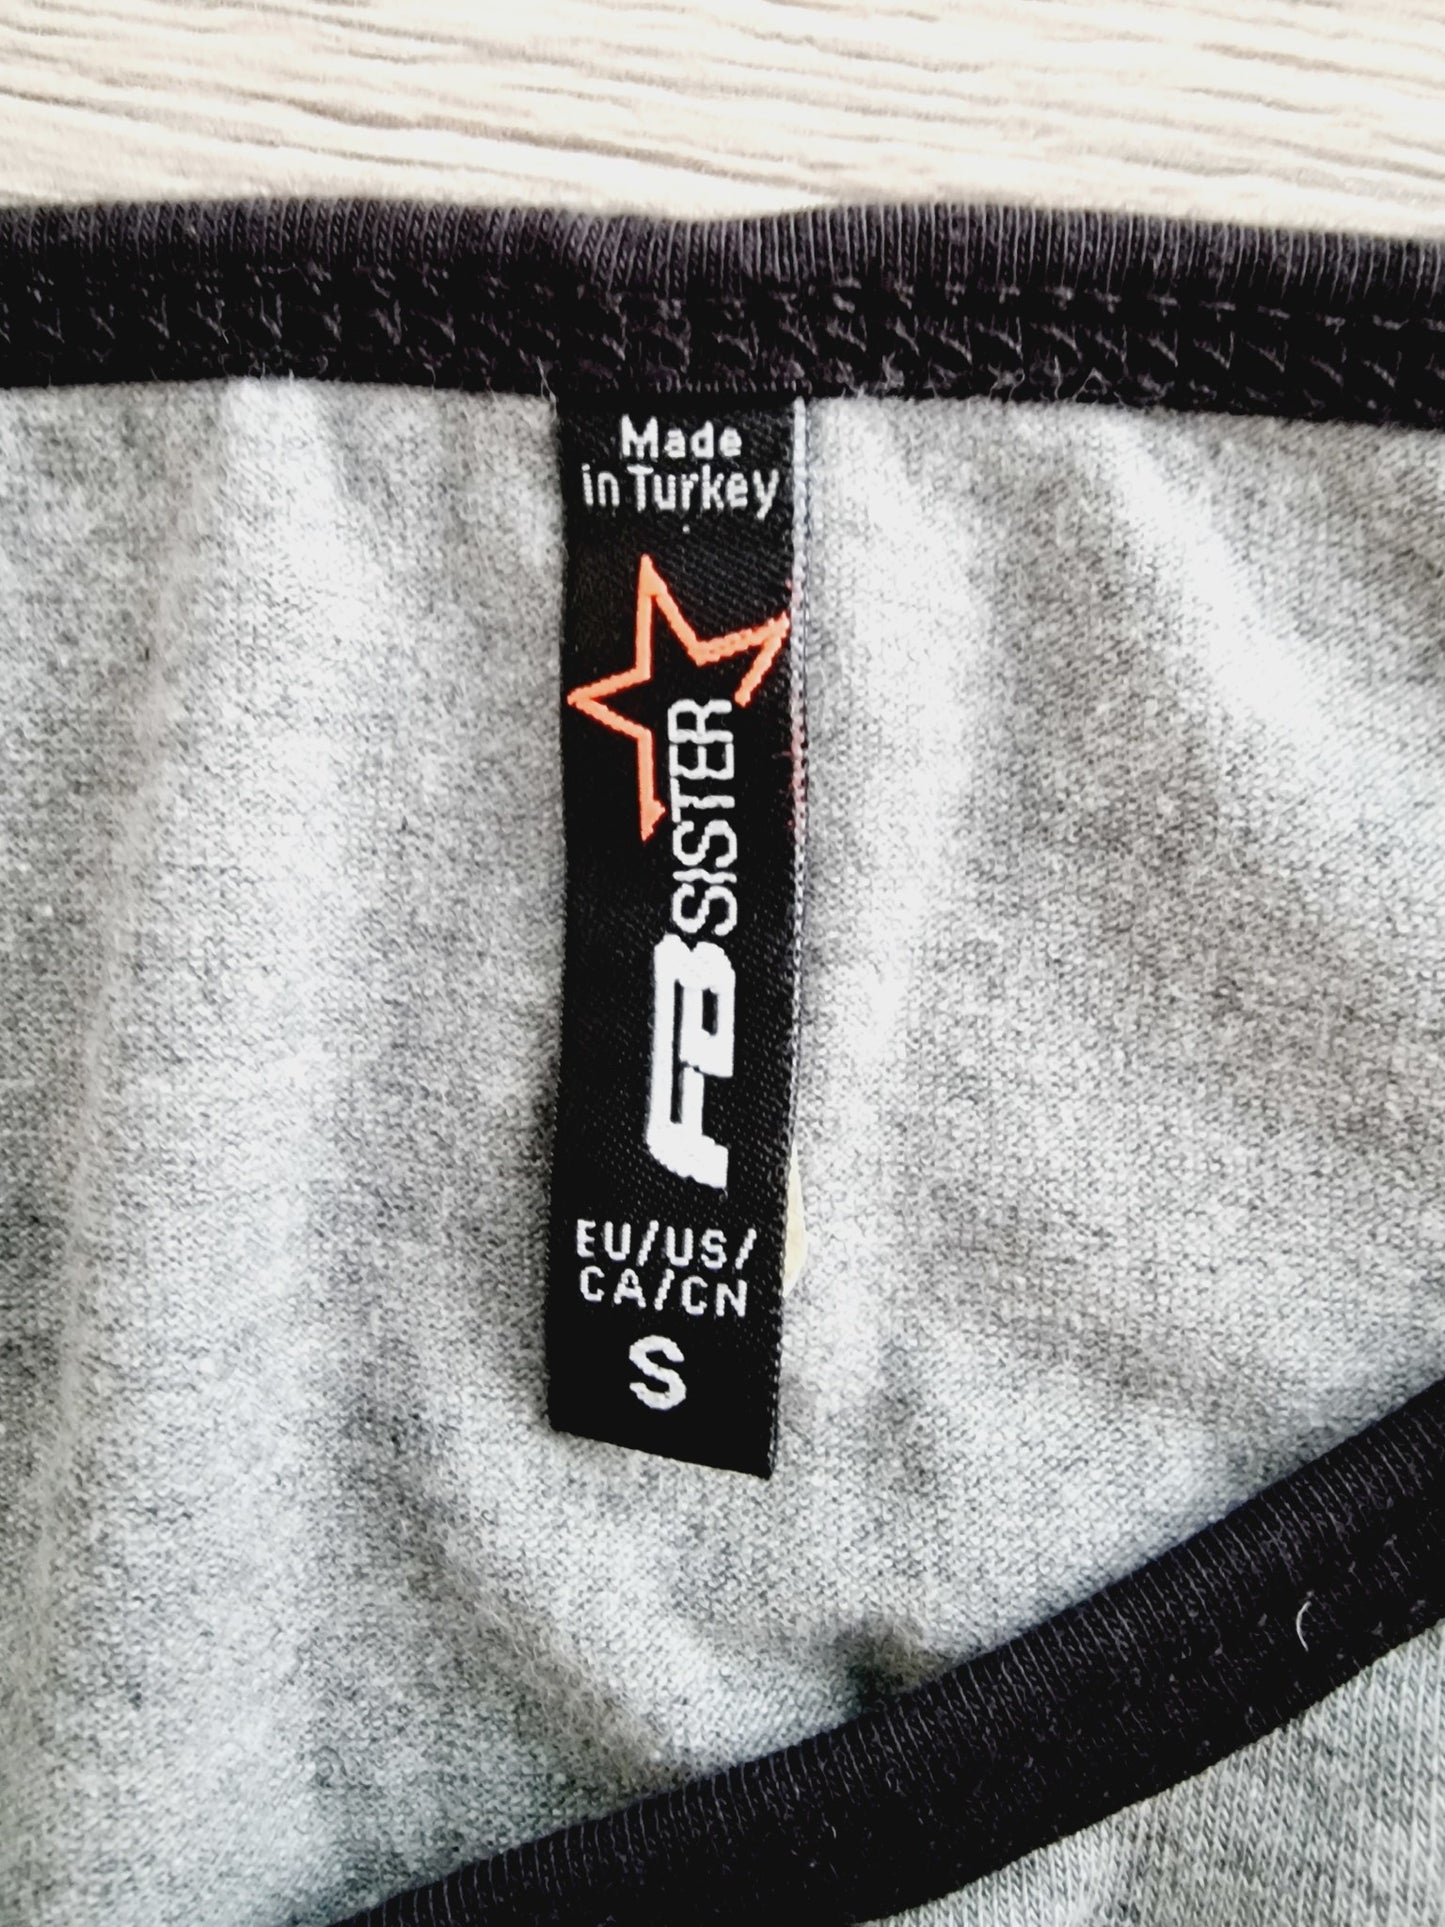 Made
in Turkey
FB SISTER
EU/US/
CA/CN
S